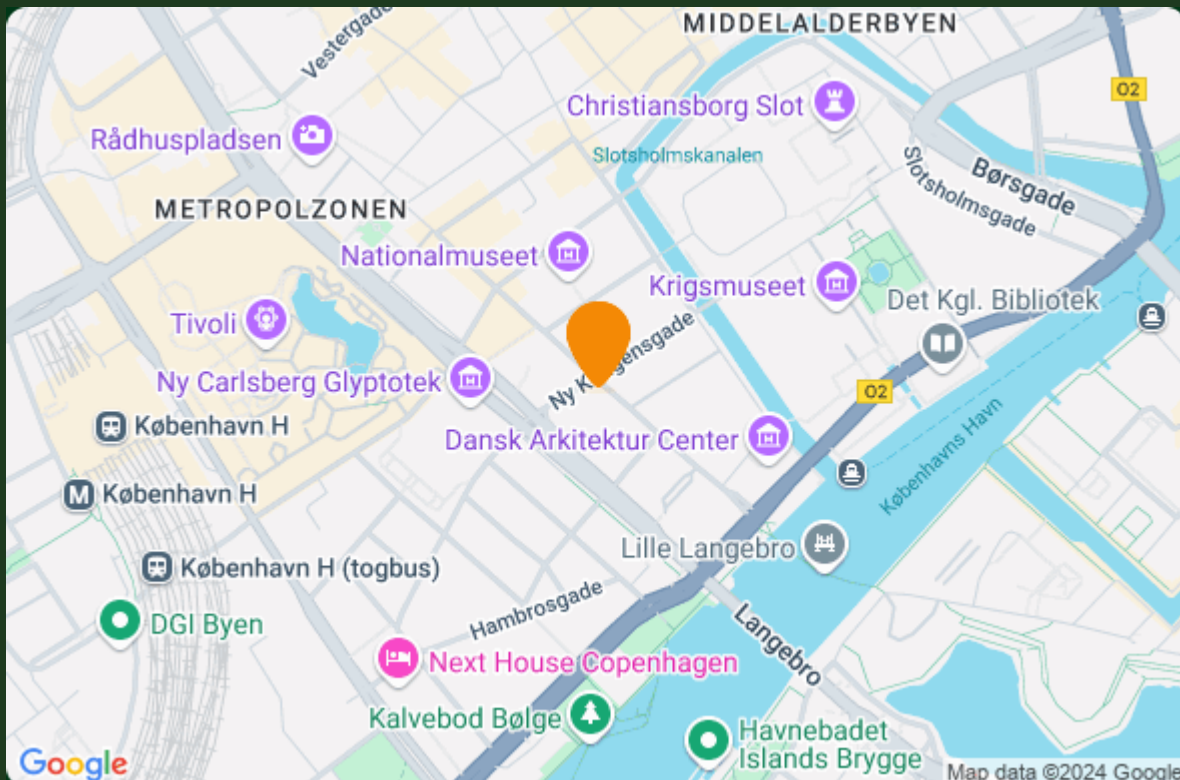 MIDDELALDERBYEN
Vestergade
O2
Christiansborg Slot
Rådhuspladsen
Slotsholmskanalen
Børsgade
Slotsholmsgade
METROPOLZONEN
Nationalmuseet
Krigsmuseet
Det Kgl. Bibliotek
Tivoli
Ny K
gensgade
Ny Carlsberg Glyptotek
O2
København H
Dansk Arkitektur Center
Københavns Havn
M
København H
Lille Langebro
København H (togbus)
Hambrosgade
DGI Byen
Langebro
Next House Copenhagen
Kalvebod Bølge
Havnebadet
Islands Brygge
Google
Map data ©2024 Google